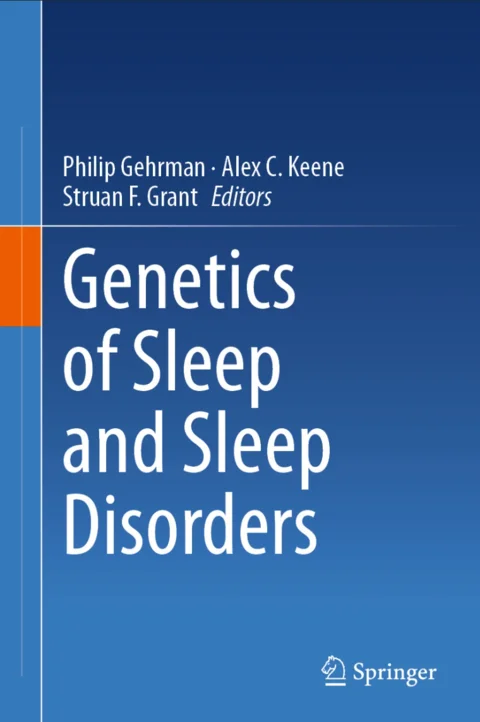 Philip Gehrman · Alex C. Keene
Struan F. Grant Editors
Genetics
of Sleep
and Sleep
Disorders
Springer